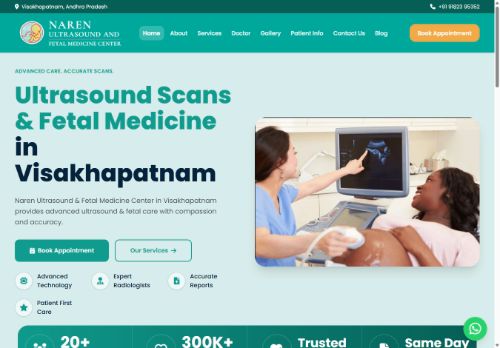 Visakhapatnam, Andhra Pradesh
+91 91823 95352
NAREN
ULTRASOUND AND
FETAL MEDICINE CENTER
Home About Services Doctor Gallery Patient Info Contact Us Blog
Book Appointment
ADVANCED CARE. ACCURATE SCANS.
Ultrasound Scans
& Fetal Medicine
in
Visakhapatnam
Naren Ultrasound & Fetal Medicine Center in Visakhapatnam
provides advanced ultrasound & fetal care with compassion
and accuracy.
Book Appointment
Our Services →
Advanced
Technology
Expert
Radiologists
Accurate
Reports
Patient First
Care
20+
300K+
Trusted
Same Day